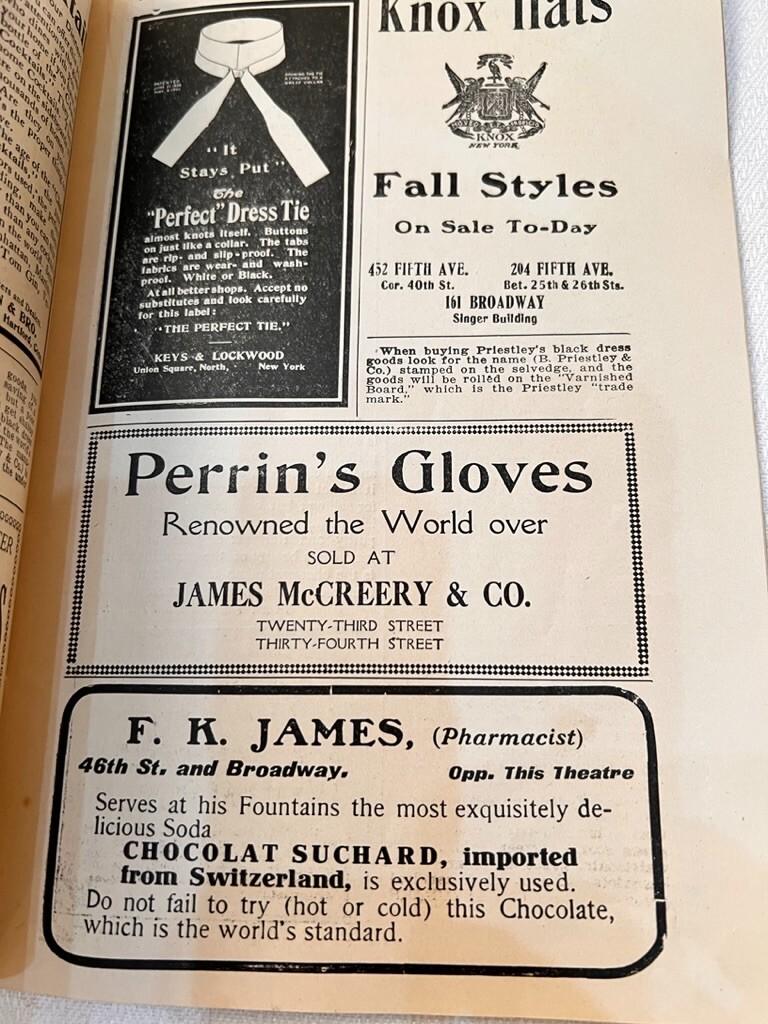 Knox Hats
KNOX
NEW YORK
Fall Styles
On Sale To-Day
452 FIFTH AVE. 204 FIFTH AVE.
Cor. 40th St. Bet. 25th & 26th Sts.
161 BROADWAY
Singer Building
"It
Stays Put"
The
"Perfect" Dress Tie
almost knots itself. Buttons
on just like a collar. The tabs
are rip- and slip-proof. The
fabrics are wear- and wash-
proof. White or Black.
At all better shops. Accept no
substitutes and look carefully
for this label:
"THE PERFECT TIE."
KEYS & LOCKWOOD
Union Square, North, New York
When buying Priestley's black dress
goods look for the name (B. Priestley &
Co.) stamped on the selvedge, and the
goods will be rolled on the "Varnished
Board," which is the Priestley "trade
mark."
Perrin's Gloves
Renowned the World over
SOLD AT
JAMES McCREERY & CO.
TWENTY-THIRD STREET
THIRTY-FOURTH STREET
F. K. JAMES, (Pharmacist)
46th St. and Broadway. Opp. This Theatre
Serves at his Fountains the most exquisitely de-
licious Soda
CHOCOLAT SUCHARD, imported
from Switzerland, is exclusively used.
Do not fail to try (hot or cold) this Chocolate,
which is the world's standard.